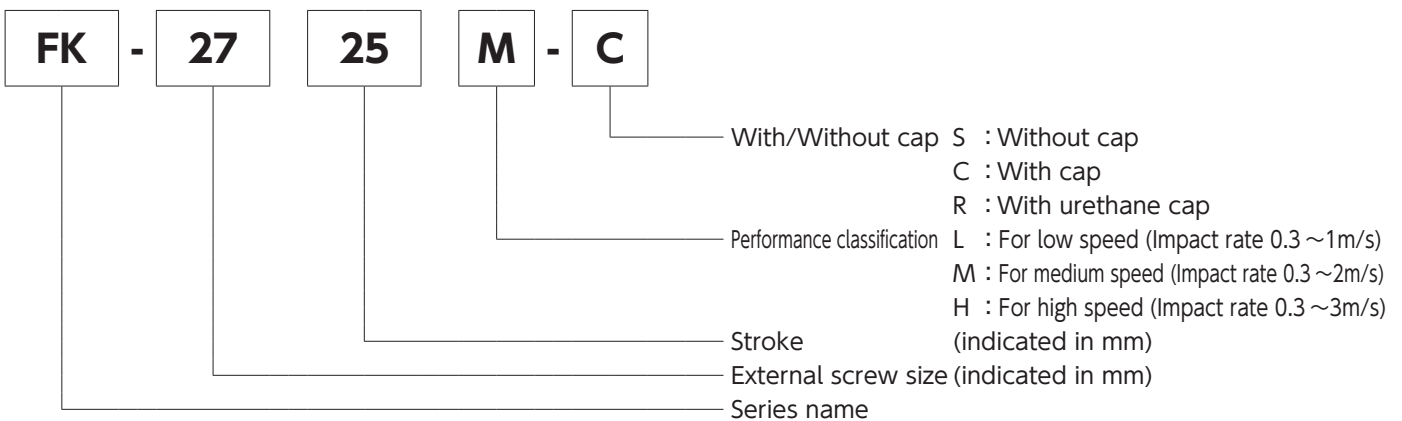 FK - 27 25 M - C
With/Without cap S ：Without cap
C ：With cap
R ：With urethane cap
Performance classification L ：For low speed (Impact rate 0.3～1m/s)
M：For medium speed (Impact rate 0.3～2m/s)
H ：For high speed (Impact rate 0.3～3m/s)
Stroke (indicated in mm)
External screw size (indicated in mm)
Series name